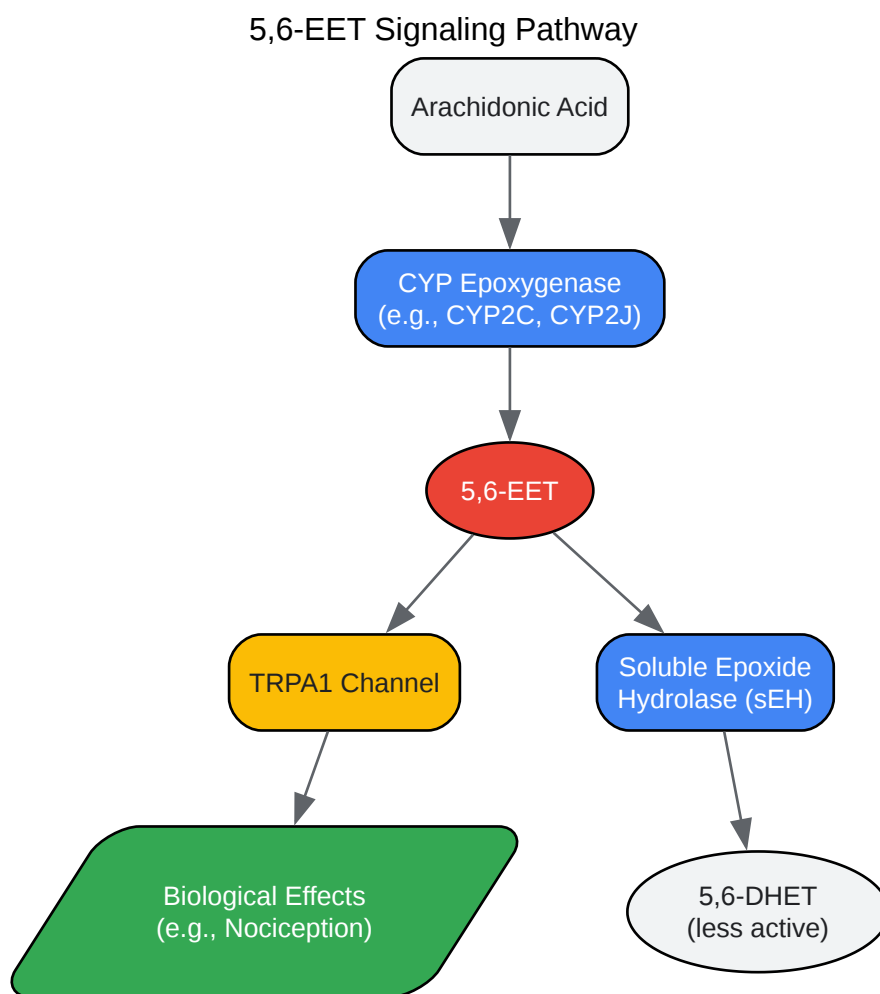 5,6-EET Signaling Pathway
Arachidonic Acid
CYP Epoxygenase
(e.g., CYP2C, CYP2J)
5,6-EET
TRPA1 Channel
Soluble Epoxide
Hydrolase (sEH)
Biological Effects
(e.g., Nociception)
5,6-DHET
(less active)